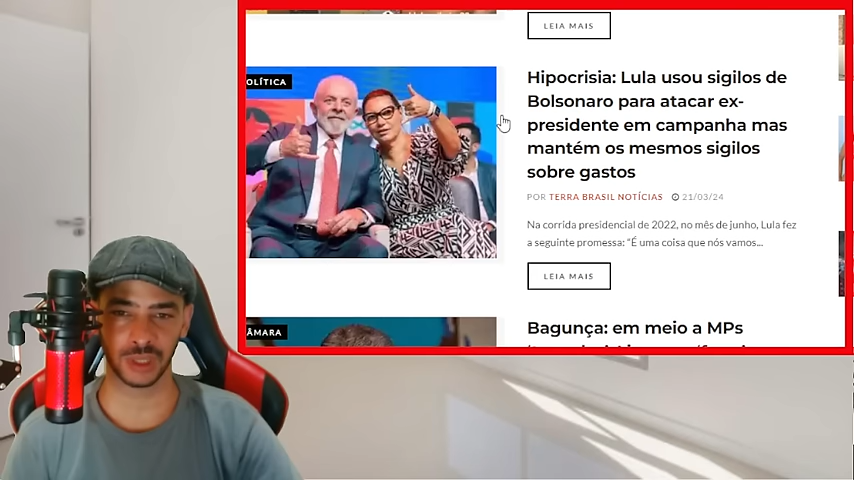 LEIA MAIS
OLÍTICA
Hipocrisia: Lula usou sigilos de
Bolsonaro para atacar ex-
presidente em campanha mas
mantém os mesmos sigilos
sobre gastos
POR TERRA BRASIL NOTÍCIAS 21/03/24
Na corrida presidencial de 2022, no mês de junho, Lula fez
a seguinte promessa: “É uma coisa que nós vamos...
LEIA MAIS
ÂMARA
Bagunça: em meio a MPs